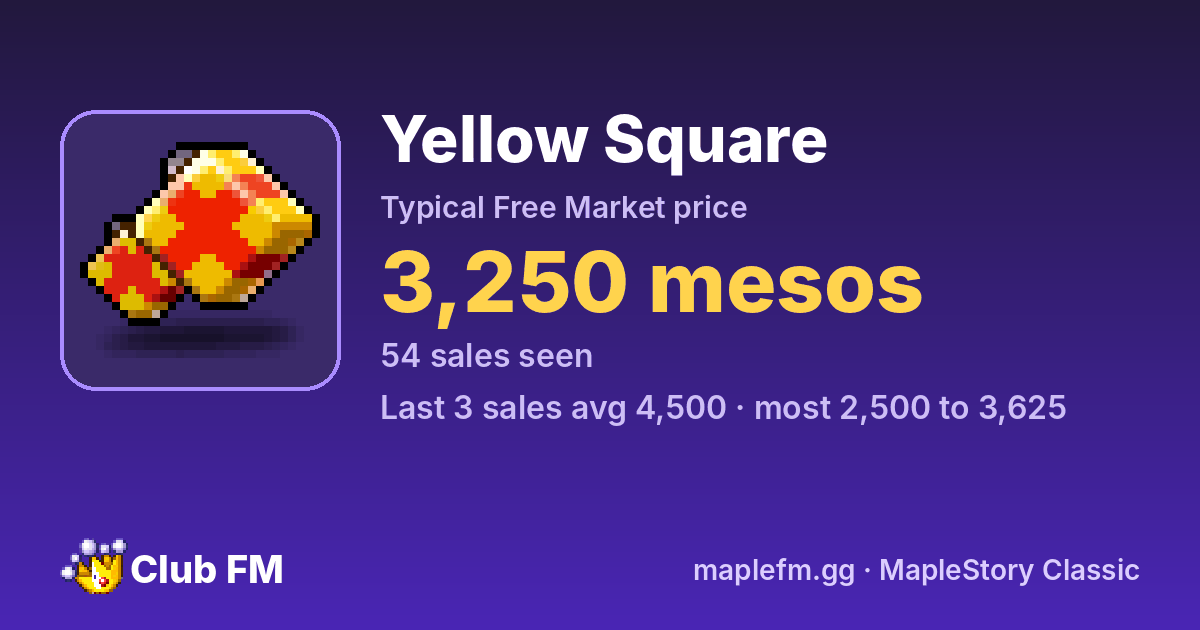 Yellow Square
Typical Free Market price
3,250 mesos
54 sales seen
Last 3 sales avg 4,500 · most 2,500 to 3,625
Club FM
maplefm.gg · MapleStory Classic